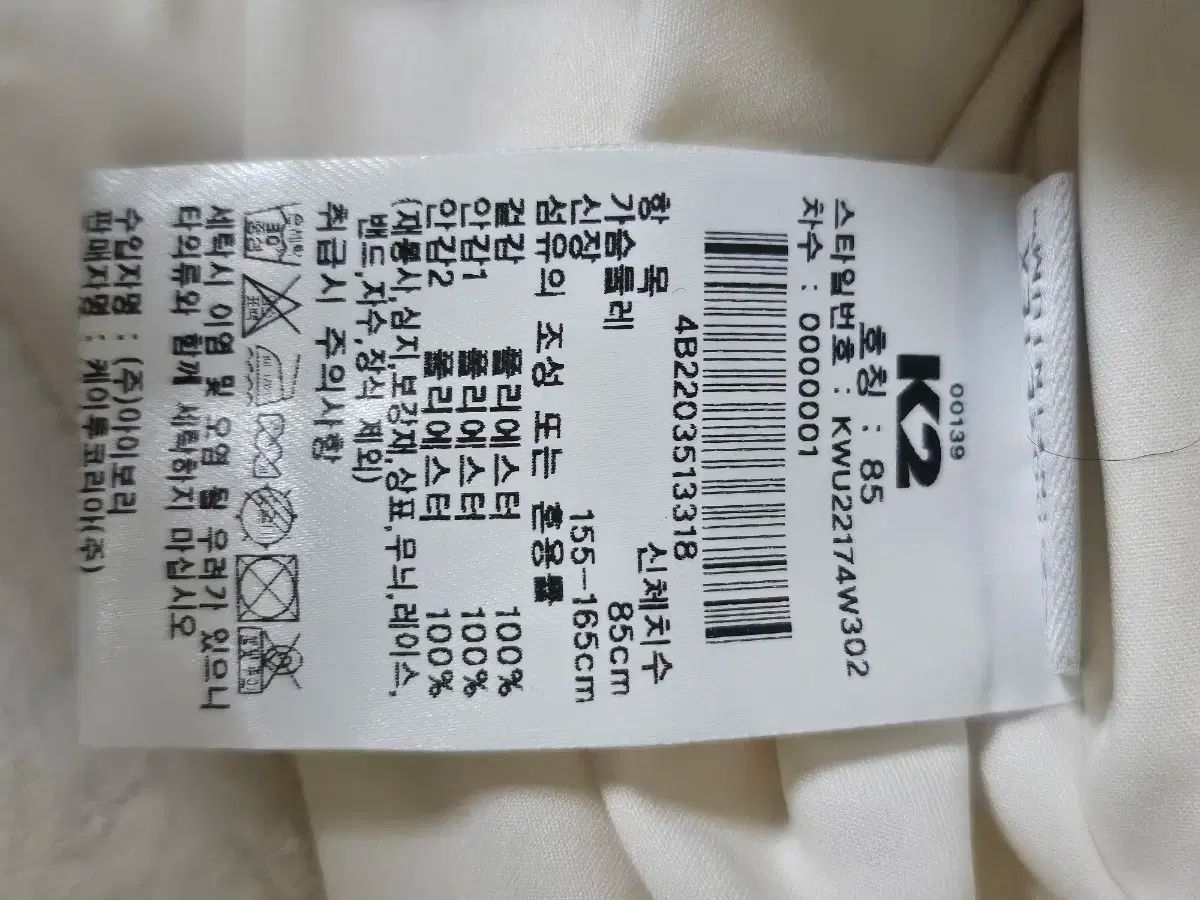 00139
K2
호칭 : 85
스타일번호 : KWU22174W302
차수 : 0000001
4B2203513318
항 목 신체치수
가슴둘레 85cm
신장 155-165cm
섬유의 조성 또는 혼용률
겉감 폴리에스터 100%
안감1 폴리에스터 100%
안감2 폴리에스터 100%
(재봉사,심지,보강재,상표,무늬,레이스,
밴드,자수,장식 제외)
취급시 주의사항
30
중성
세탁시 이염 및 오염 될 우려가 있으니
타의류와 함께 세탁하지 마십시오
수입자명 : (주)아이보리
판매자명 : 케이투코리아(주)